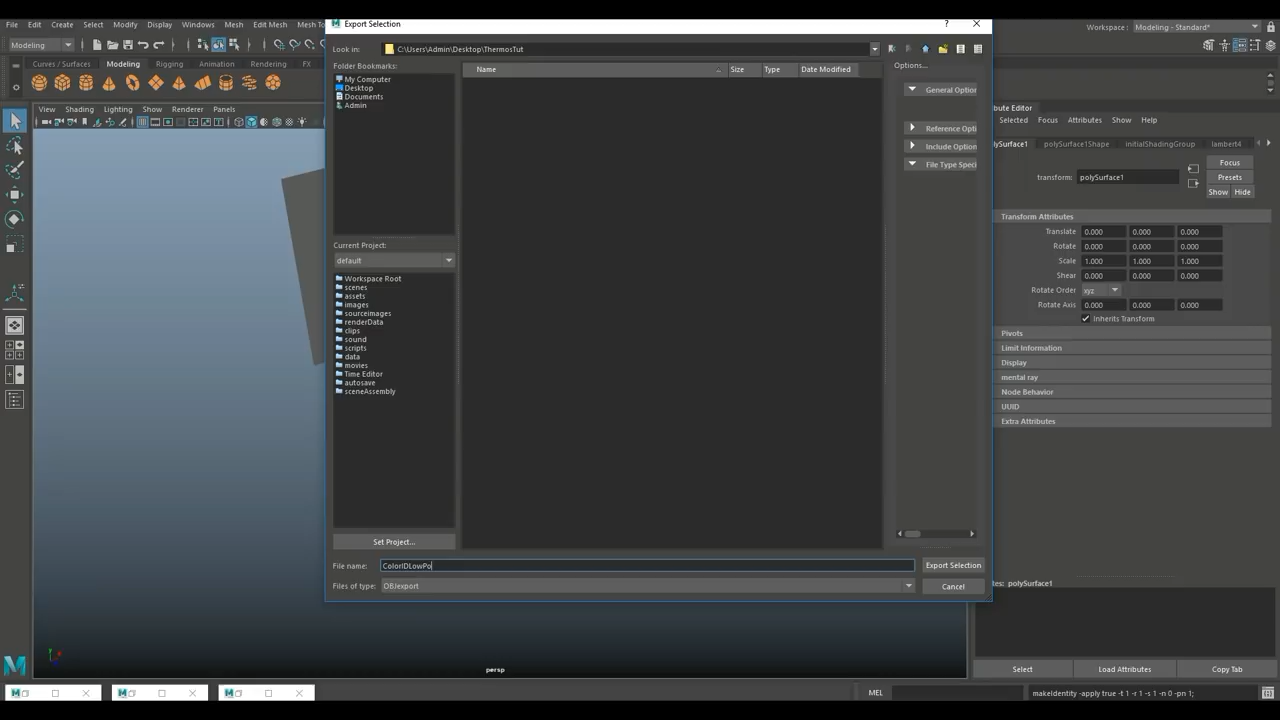 File
Edit
Create
Select
Modify
Display
Windows
Mesh
Edit Mesh
Mesh To
Export Selection
?
Workspace :
Modeling - Standard*
Modeling
Look in:
C:\Users\Admin\Desktop\ThermosTut
Curves / Surfaces
Modeling
Rigging
Animation
Rendering
FX
Folder Bookmarks:
My Computer
Desktop
Documents
Admin
Name
Size
Type
Date Modified
Options...
General Optio
Reference Opti
Include Option
File Type Speci
View
Shading
Lighting
Show
Renderer
Panels
Current Project:
default
Workspace Root
scenes
assets
images
sourceimages
renderData
clips
sound
scripts
data
movies
Time Editor
autosave
sceneAssembly
Set Project...
File name:
ColorIDLowPo
Export Selection
Files of type:
OBJexport
Cancel
ibute Editor
Selected
Focus
Attributes
Show
Help
lySurface1
polySurface1Shape
initialShadingGroup
lambert4
transform:
polySurface1
Focus
Presets
Show
Hide
Transform Attributes
Translate
0.000
0.000
0.000
Rotate
0.000
0.000
0.000
Scale
1.000
1.000
1.000
Shear
0.000
0.000
0.000
Rotate Order
xyz
Rotate Axis
0.000
0.000
0.000
Inherits Transform
Pivots
Limit Information
Display
mental ray
Node Behavior
UUID
Extra Attributes
tes: polySurface1
Select
Load Attributes
Copy Tab
persp
MEL
makeIdentity -apply true -t 1 -r 1 -s 1 -n 0 -pn 1;